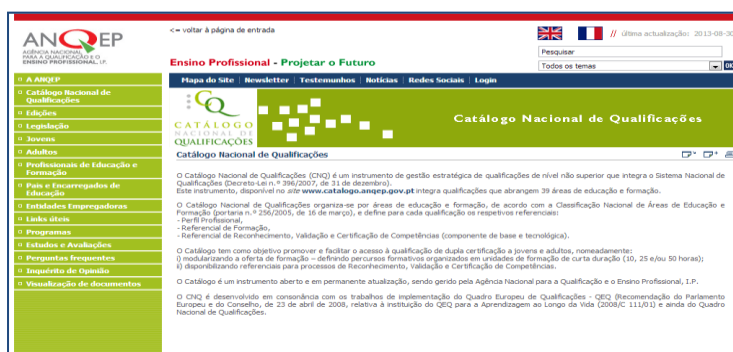 ANQEP
AGÊNCIA NACIONAL
PARA A QUALIFICAÇÃO E O
ENSINO PROFISSIONAL, I.P.
<= voltar à página de entrada
// última actualização: 2013-08-30
Pesquisar
Todos os temas
OK
Ensino Profissional - Projetar o Futuro
Mapa do Site | Newsletter | Testemunhos | Notícias | Redes Sociais | Login
A ANQEP
Catálogo Nacional de
Qualificações
Edições
Legislação
Jovens
Adultos
Profissionais de Educação e
Formação
Pais e Encarregados de
Educação
Entidades Empregadoras
Links úteis
Programas
Estudos e Avaliações
Perguntas frequentes
Inquérito de Opinião
Visualização de documentos
CATÁLOGO
NACIONAL DE
QUALIFICAÇÕES
Catálogo Nacional de Qualificações
Catálogo Nacional de Qualificações
O Catálogo Nacional de Qualificações (CNQ) é um instrumento de gestão estratégica de qualificações de nível não superior que integra o Sistema Nacional de
Qualificações (Decreto-Lei n.º 396/2007, de 31 de dezembro).
Este instrumento, disponível no site www.catalogo.anqep.gov.pt integra qualificações que abrangem 39 áreas de educação e formação.
O Catálogo Nacional de Qualificações organiza-se por áreas de educação e formação, de acordo com a Classificação Nacional de Áreas de Educação e
Formação (portaria n.º 256/2005, de 16 de março), e define para cada qualificação os respetivos referenciais:
- Perfil Profissional,
- Referencial de Formação,
- Referencial de Reconhecimento, Validação e Certificação de Competências (componente de base e tecnológica).
O Catálogo tem como objetivo promover e facilitar o acesso à qualificação de dupla certificação a jovens e adultos, nomeadamente:
i) modularizando a oferta de formação – definindo percursos formativos organizados em unidades de formação de curta duração (10, 25 e/ou 50 horas);
ii) disponibilizando referenciais para processos de Reconhecimento, Validação e Certificação de Competências.
O Catálogo é um instrumento aberto e em permanente atualização, sendo gerido pela Agência Nacional para a Qualificação e o Ensino Profissional, I.P.
O CNQ é desenvolvido em consonância com os trabalhos de implementação do Quadro Europeu de Qualificações - QEQ (Recomendação do Parlamento
Europeu e do Conselho, de 23 de abril de 2008, relativa à instituição do QEQ para a Aprendizagem ao Longo da Vida (2008/C 111/01) e ainda do Quadro
Nacional de Qualificações.